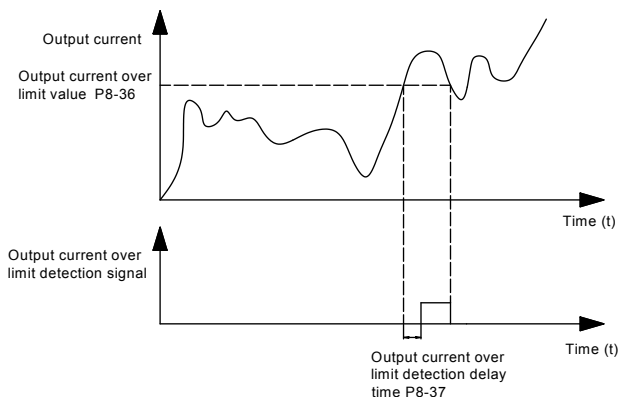 Output current
Output current over
limit value P8-36
Time (t)
Output current over
limit detection signal
Time (t)
Output current over
limit detection delay
time P8-37